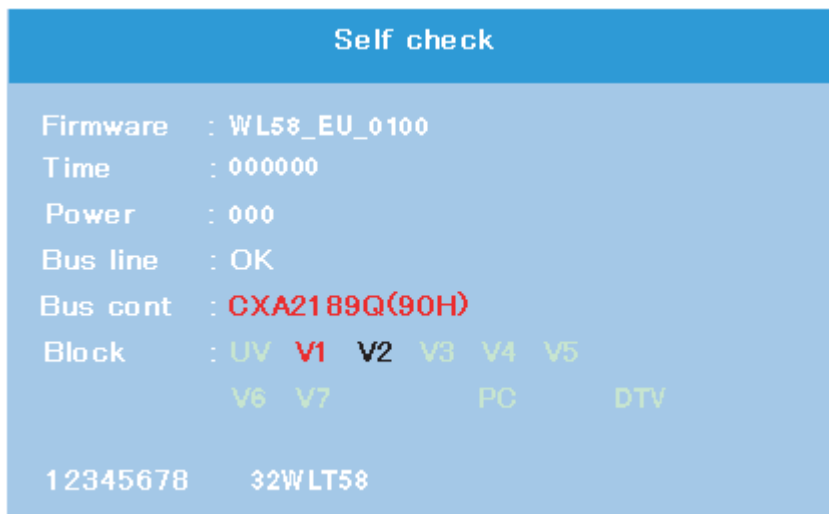 Self check
Firmware : WL58_EU_0100
Time : 000000
Power : 000
Bus line : OK
Bus cont : CXA2189Q(90H)
Block : UV V1 V2 V3 V4 V5
V6 V7 PC DTV
12345678 32WLT58